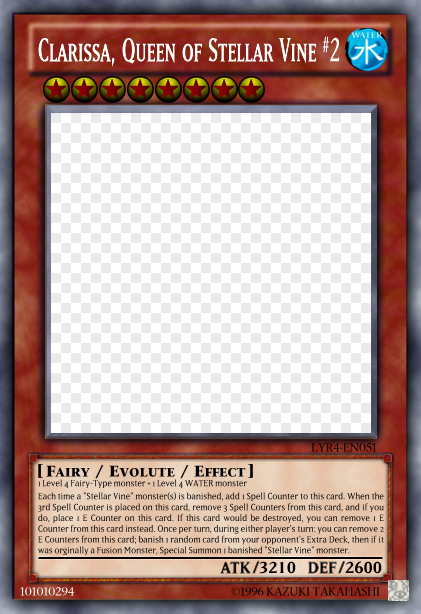 Clarissa, Queen of Stellar Vine #2
WATER
水
LYR4-EN051
[ Fairy / Evolute / Effect ]
1 Level 4 Fairy-Type monster + 1 Level 4 WATER monster
Each time a "Stellar Vine" monster(s) is banished, add 1 Spell Counter to this card. When the
3rd Spell Counter is placed on this card, remove 3 Spell Counters from this card, and if you
do, place 1 E Counter on this card. If this card would be destroyed, you can remove 1 E
Counter from this card instead. Once per turn, during either player's turn: you can remove 2
E Counters from this card; banish 1 random card from your opponent's Extra Deck, then if it
was orginally a Fusion Monster, Special Summon 1 banished "Stellar Vine" monster.
ATK/3210 DEF/2600
101010294
©1996 KAZUKI TAKAHASHI